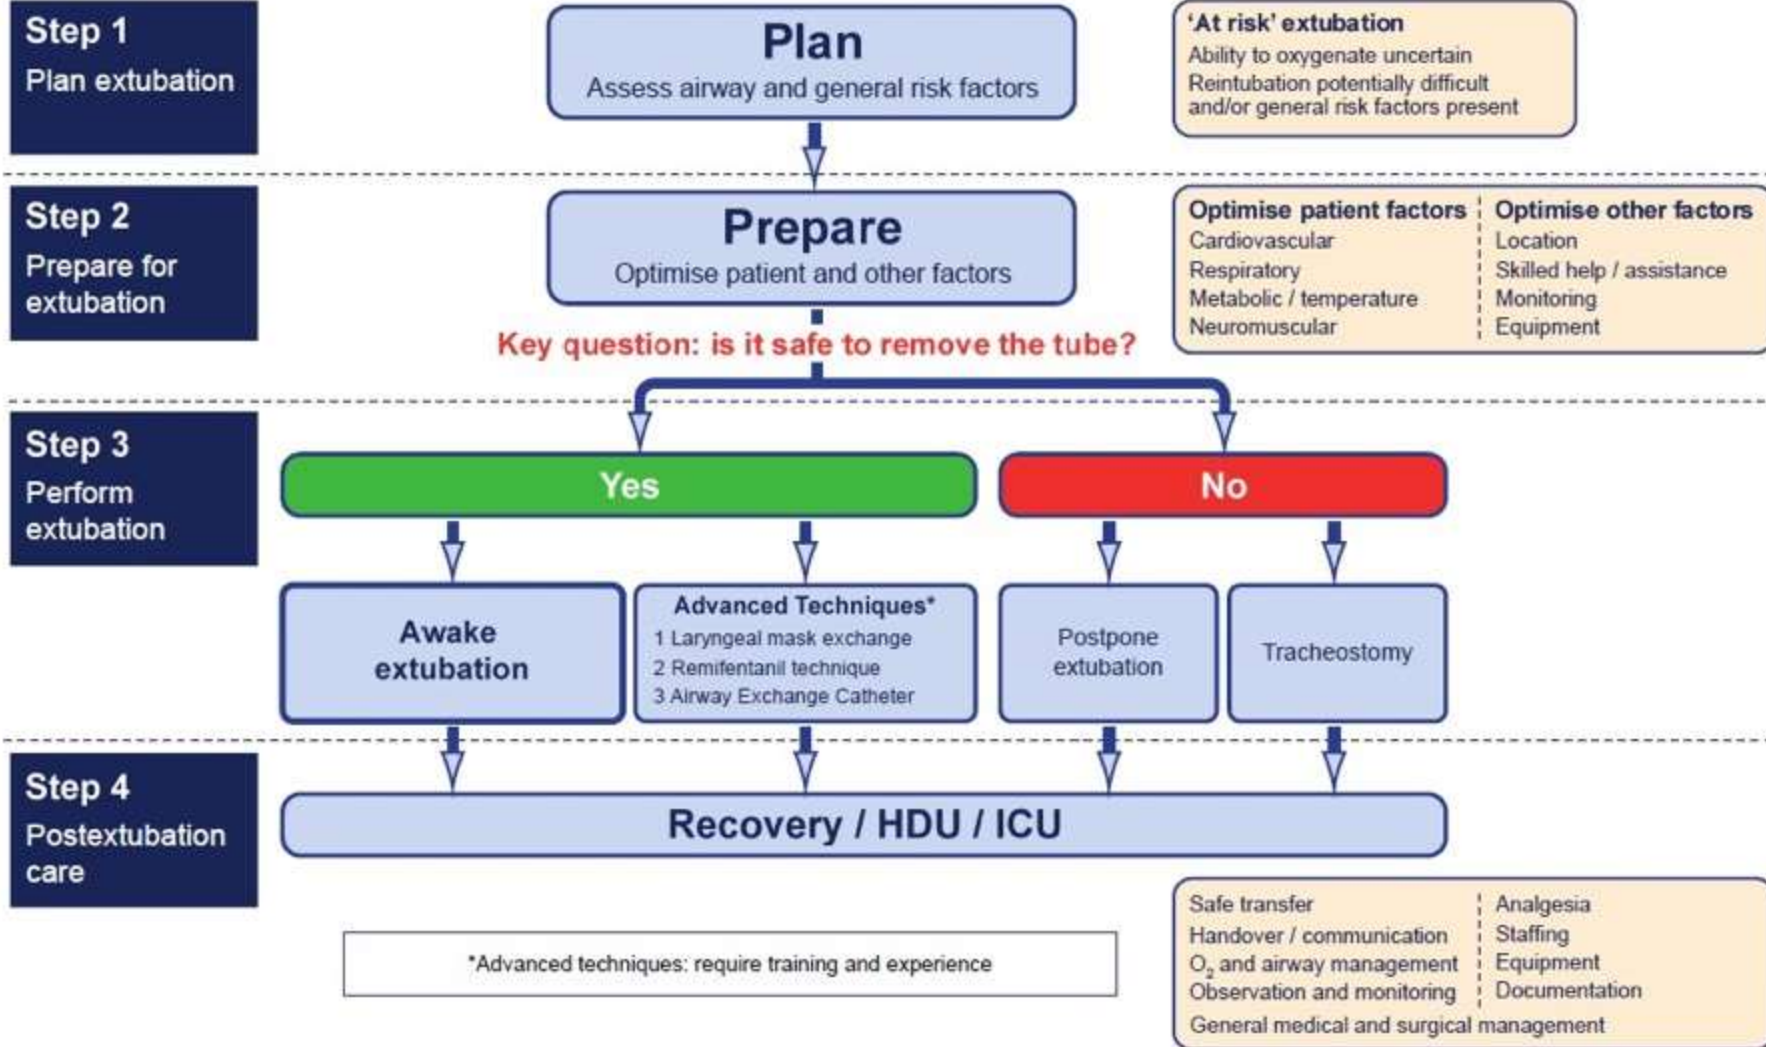 Step 1
Plan extubation
Plan
Assess airway and general risk factors
'At risk' extubation
Ability to oxygenate uncertain
Reintubation potentially difficult
and/or general risk factors present
Step 2
Prepare for
extubation
Prepare
Optimise patient and other factors
Optimise patient factors
Cardiovascular
Respiratory
Metabolic / temperature
Neuromuscular
Optimise other factors
Location
Skilled help / assistance
Monitoring
Equipment
Key question: is it safe to remove the tube?
Step 3
Perform
extubation
Yes
No
Awake
extubation
Advanced Techniques*
1 Laryngeal mask exchange
2 Remifentanil technique
3 Airway Exchange Catheter
Postpone
extubation
Tracheostomy
Step 4
Postextubation
care
Recovery / HDU / ICU
*Advanced techniques: require training and experience
Safe transfer
Handover / communication
O₂ and airway management
Observation and monitoring
Analgesia
Staffing
Equipment
Documentation
General medical and surgical management